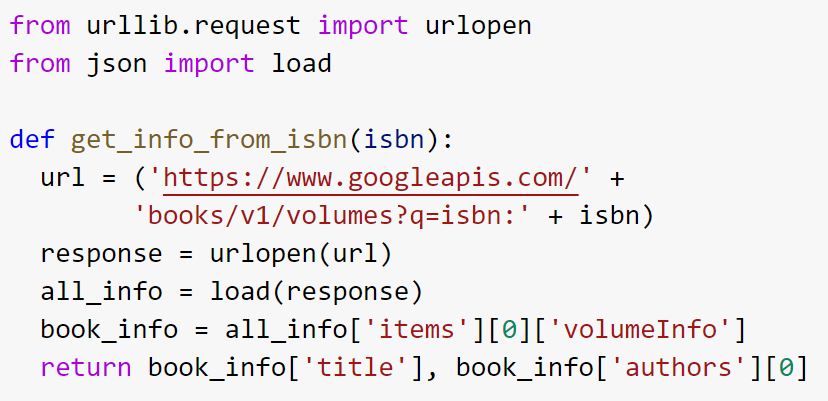 from urllib.request import urlopen
from json import load

def get_info_from_isbn(isbn):
  url = ('https://www.googleapis.com/' +
        'books/v1/volumes?q=isbn:' + isbn)
  response = urlopen(url)
  all_info = load(response)
  book_info = all_info['items'][0]['volumeInfo']
  return book_info['title'], book_info['authors'][0]